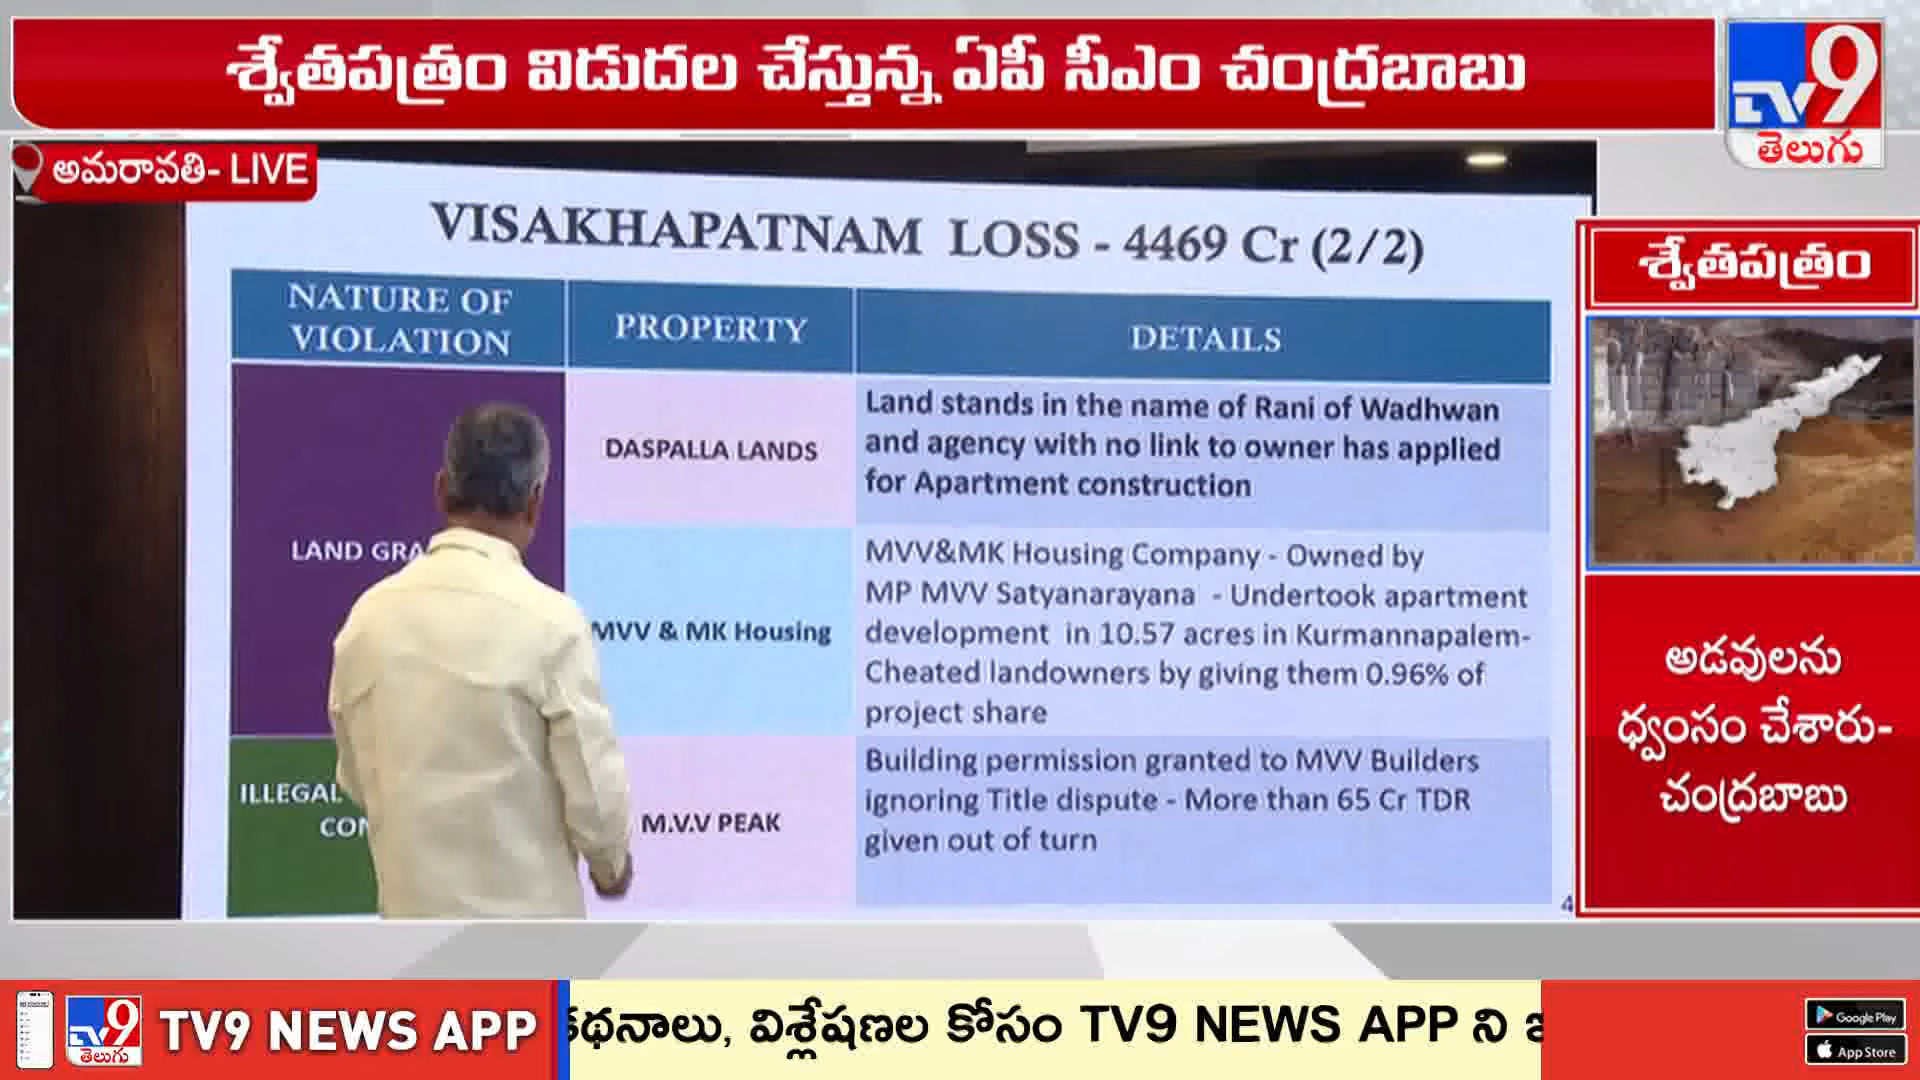 శ్వేతపత్రం విడుదల చేస్తున్న ఏపీ సీఎం చంద్రబాబు
TV9
తెలుగు
అమరావతి- LIVE
VISAKHAPATNAM LOSS - 4469 Cr (2/2)
NATURE OF
VIOLATION
PROPERTY
DETAILS
LAND
DASPALLA LANDS
Land stands in the name of Rani of Wadhwan
and agency with no link to owner has applied
for Apartment construction
MVV & MK Housing
MVV&MK Housing Company - Owned by
MP MVV Satyanarayana - Undertook apartment
development in 10.57 acres in Kurmannapalem-
Cheated landowners by giving them 0.96% of
project share
ILLEGAL
M.V.V PEAK
Building permission granted to MVV Builders
ignoring Title dispute - More than 65 Cr TDR
given out of turn
4
శ్వేతపత్రం
అడవులను
ధ్వంసం చేశారు-
చంద్రబాబు
TV9
తెలుగు
TV9 NEWS APP
కథనాలు, విశ్లేషణల కోసం TV9 NEWS APP ని
Google Play
App Store